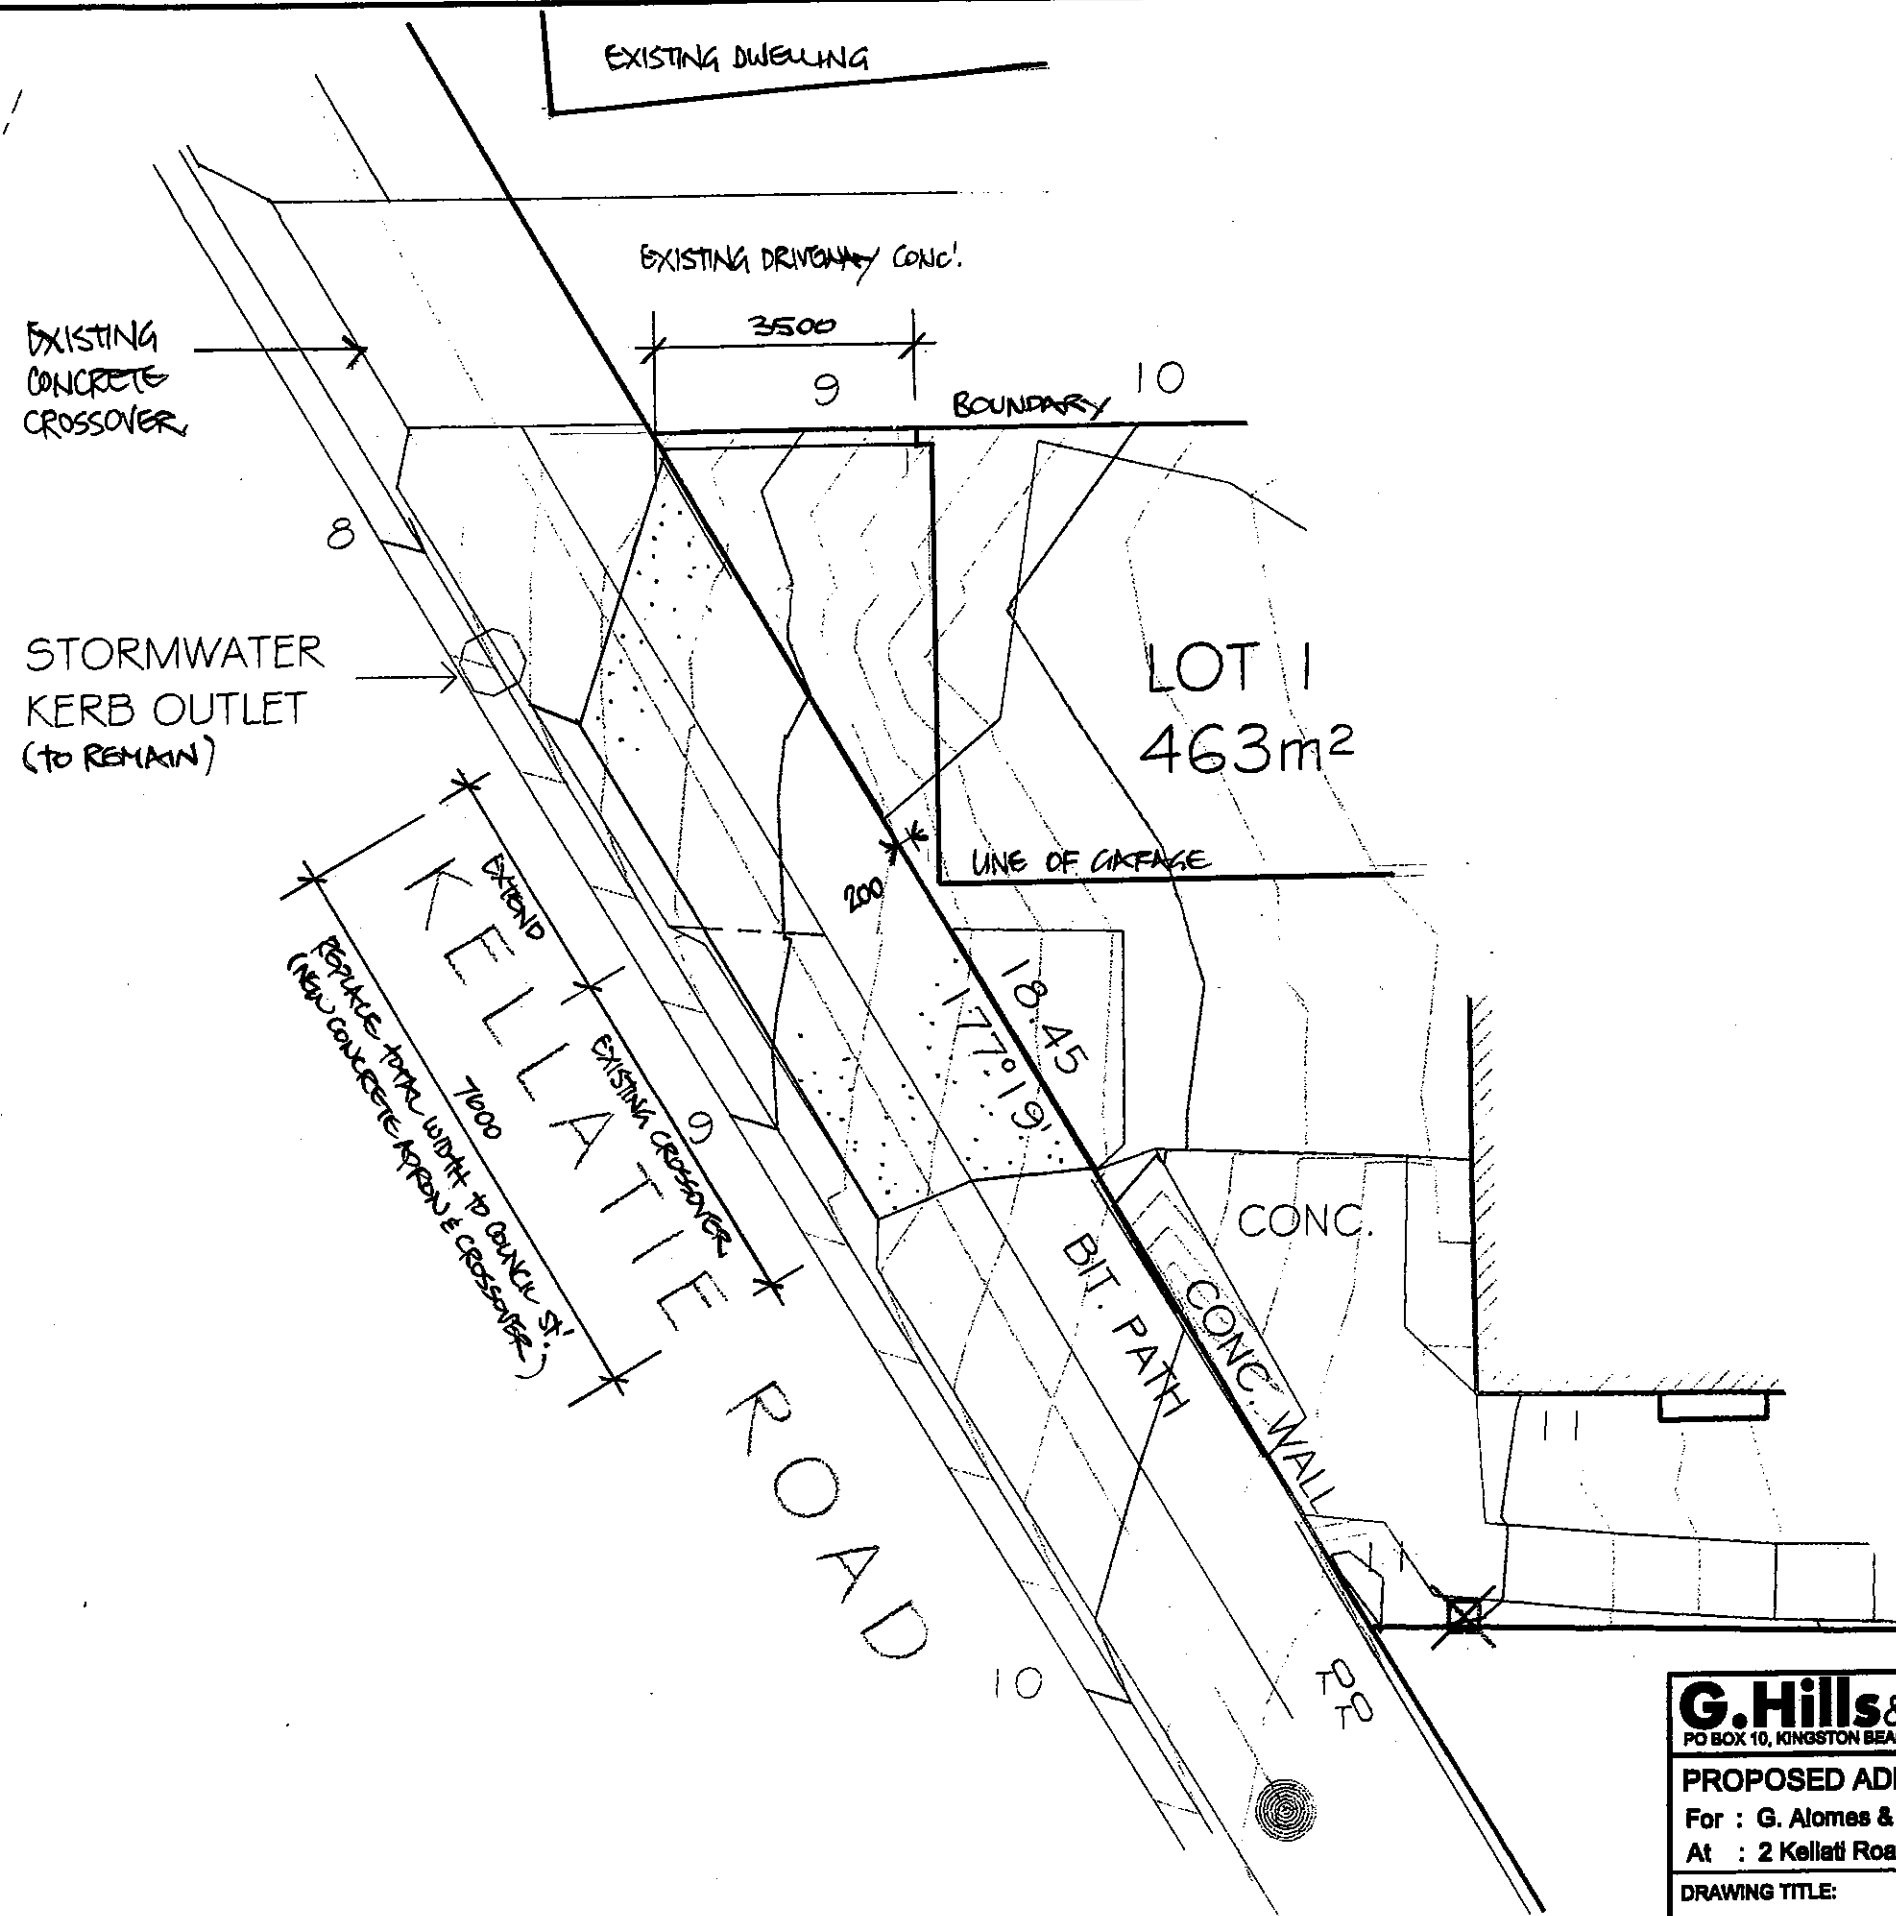 EXISTING DWELLING
EXISTING DRIVEWAY CONC'.
3500
EXISTING
CONCRETE
CROSSOVER
9
10
BOUNDARY
8
STORMWATER
KERB OUTLET
(TO REMAIN)
LOT 1
463m²
LINE OF GARAGE
200
EXTEND
EXISTING CROSSOVER
REPLACE TOTAL WIDTH TO COUNCIL ST'.
(NEW CONCRETE APRON & CROSSOVER)
7600
KELLATIE ROAD
18.45
177°19'
9
CONC.
BIT. PATH
CONC. WALL
11
11
10
T
T
G.Hills&
PO BOX 10, KINGSTON BEA
PROPOSED ADD
For : G. Alomes &
At : 2 Kellati Roa
DRAWING TITLE: